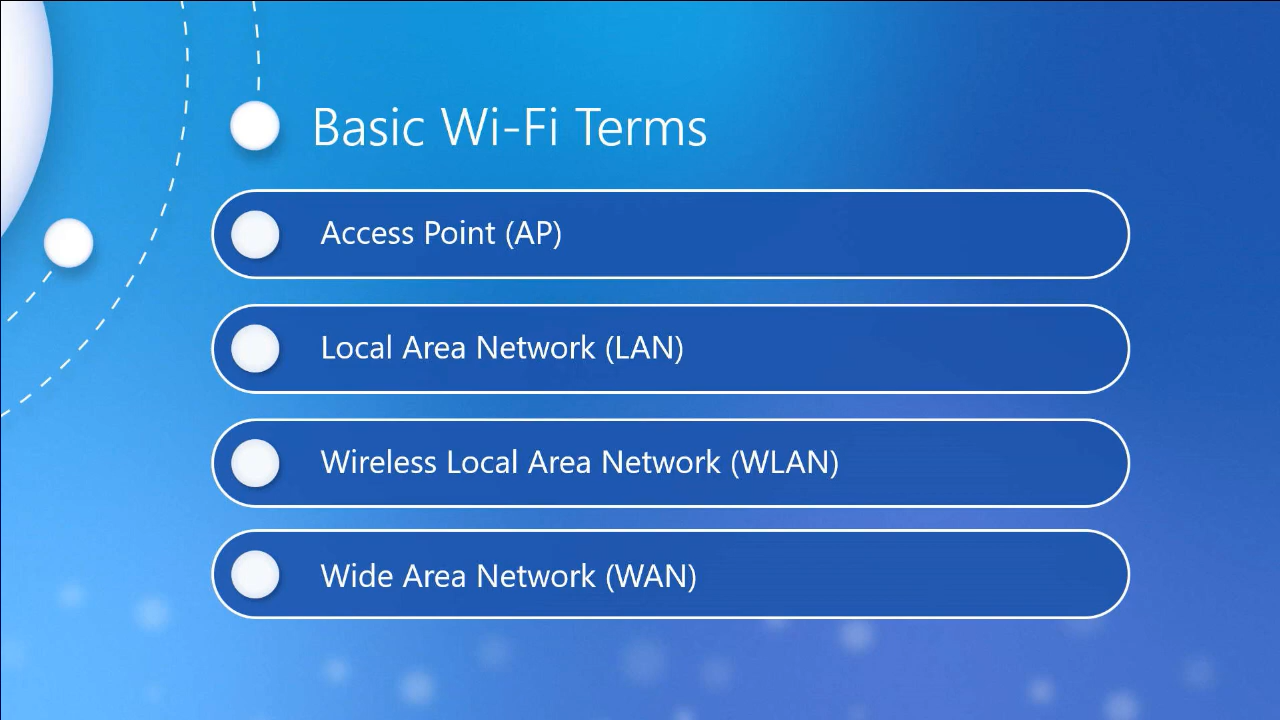 Basic Wi-Fi Terms
Access Point (AP)
Local Area Network (LAN)
Wireless Local Area Network (WLAN)
Wide Area Network (WAN)